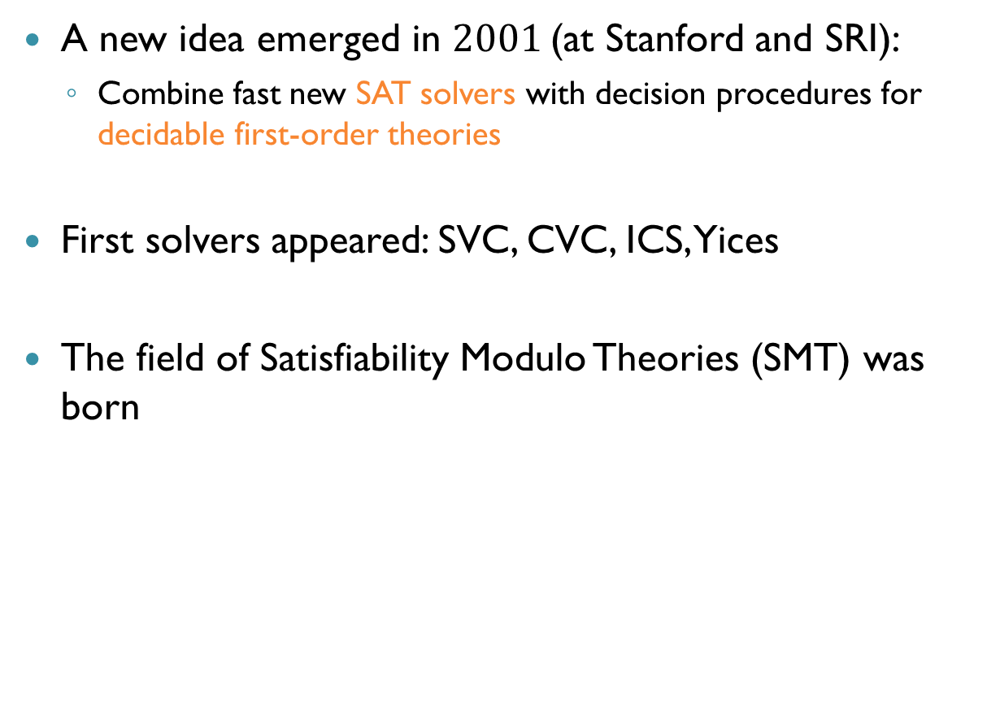 • A new idea emerged in 2001 (at Stanford and SRI):
◦ Combine fast new SAT solvers with decision procedures for
decidable first-order theories
• First solvers appeared: SVC, CVC, ICS, Yices
• The field of Satisfiability Modulo Theories (SMT) was
born